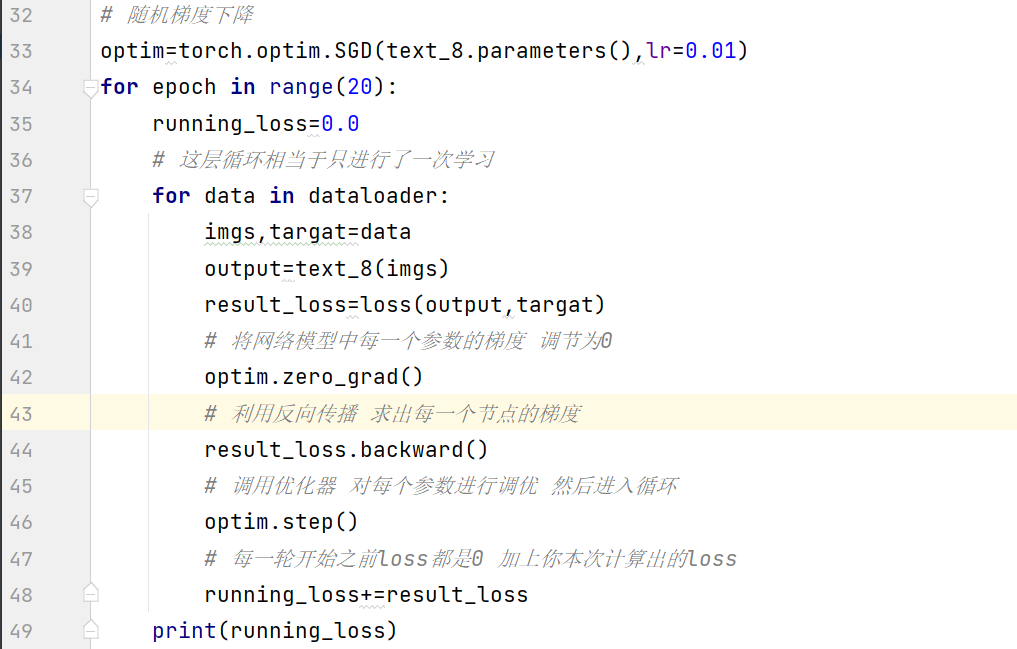 32 # 随机梯度下降
33 optim=torch.optim.SGD(text_8.parameters(),lr=0.01)
34 for epoch in range(20):
35     running_loss=0.0
36     # 这层循环相当于只进行了一次学习
37     for data in dataloader:
38         imgs,targat=data
39         output=text_8(imgs)
40         result_loss=loss(output,targat)
41         # 将网络模型中每一个参数的梯度 调节为0
42         optim.zero_grad()
43         # 利用反向传播 求出每一个节点的梯度
44         result_loss.backward()
45         # 调用优化器 对每个参数进行调优 然后进入循环
46         optim.step()
47         # 每一轮开始之前loss都是0 加上你本次计算出的loss
48         running_loss+=result_loss
49     print(running_loss)